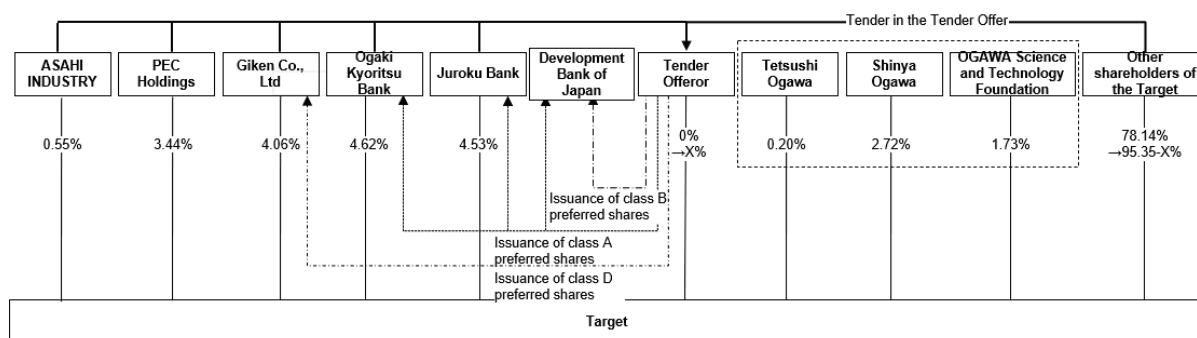 Tender in the Tender Offer
ASAHI
INDUSTRY
PEC
Holdings
Giken Co.,
Ltd
Ogaki
Kyoritsu
Bank
Juroku Bank
Development
Bank of
Japan
Tender
Offeror
Tetsushi
Ogawa
Shinya
Ogawa
OGAWA Science
and Technology
Foundation
Other
shareholders of
the Target
0.55%
3.44%
4.06%
4.62%
4.53%
0%
→X%
0.20%
2.72%
1.73%
78.14%
→95.35-X%
Issuance of class B
preferred shares
Issuance of class A
preferred shares
Issuance of class D
preferred shares
Target